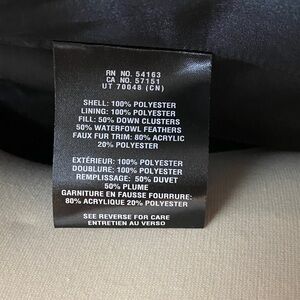 RN NO. 54163
CA NO. 57151
UT 70048 (CN)
SHELL: 100% POLYESTER
LINING: 100% POLYESTER
FILL: 50% DOWN CLUSTERS
50% WATERFOWL FEATHERS
FAUX FUR TRIM: 80% ACRYLIC
20% POLYESTER
EXTÉRIEUR: 100% POLYESTER
DOUBLURE: 100% POLYESTER
REMPLISSAGE: 50% DUVET
50% PLUME
GARNITURE EN FAUSSE FOURRURE:
80% ACRYLIQUE 20% POLYESTER
SEE REVERSE FOR CARE
ENTRETIEN AU VERSO